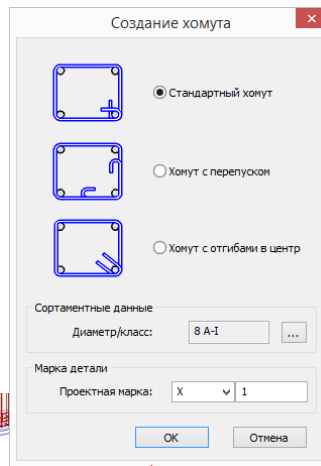 Создание хомута
Стандартный хомут
Хомут с перепуском
Хомут с отгибами в центр
Сортаментные данные
Диаметр/класс: 8 A-I ...
Марка детали
Проектная марка: X 1
OK Отмена